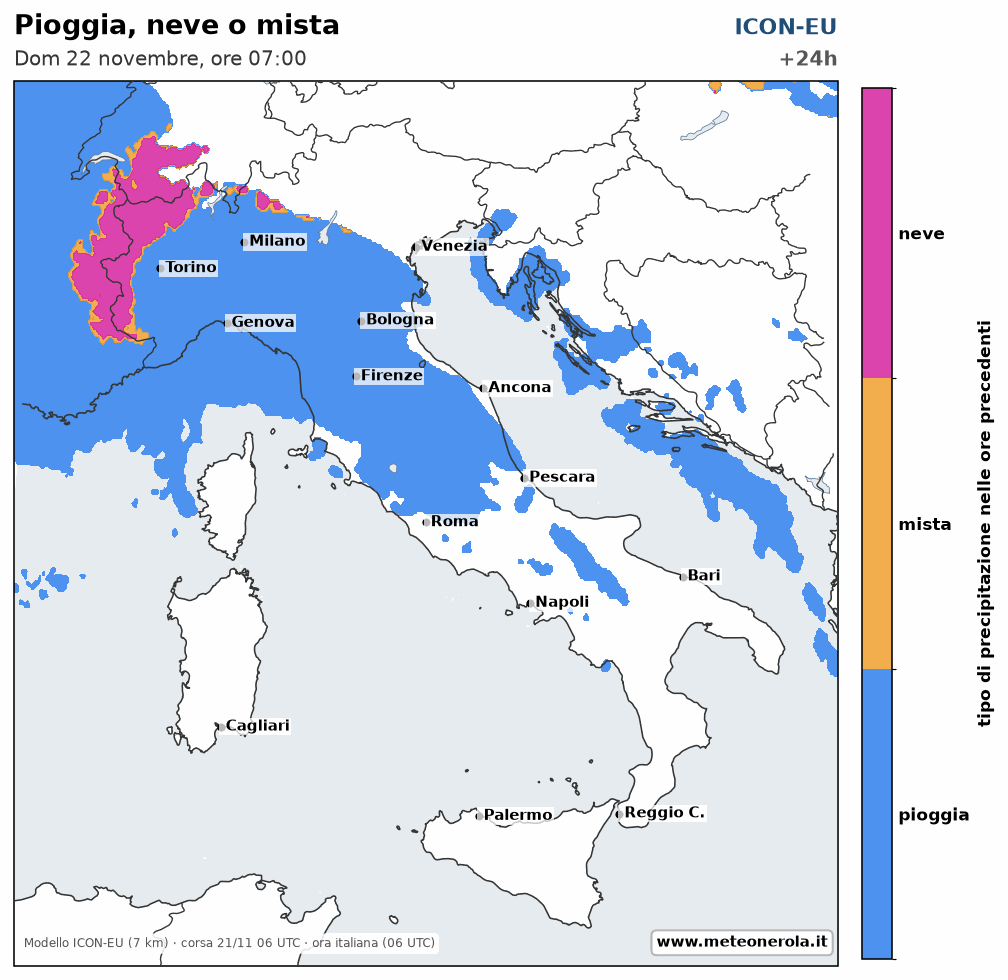 Pioggia, neve o mista
ICON-EU
Dom 22 novembre, ore 07:00
+24h
neve
Milano
Venezia
Torino
Genova
Bologna
Firenze
Ancona
Pescara
Roma
mista
tipo di precipitazione nelle ore precedenti
Bari
Napoli
Cagliari
Palermo
Reggio C.
pioggia
Modello ICON-EU (7 km) · corsa 21/11 06 UTC · ora italiana (06 UTC)
www.meteonerola.it